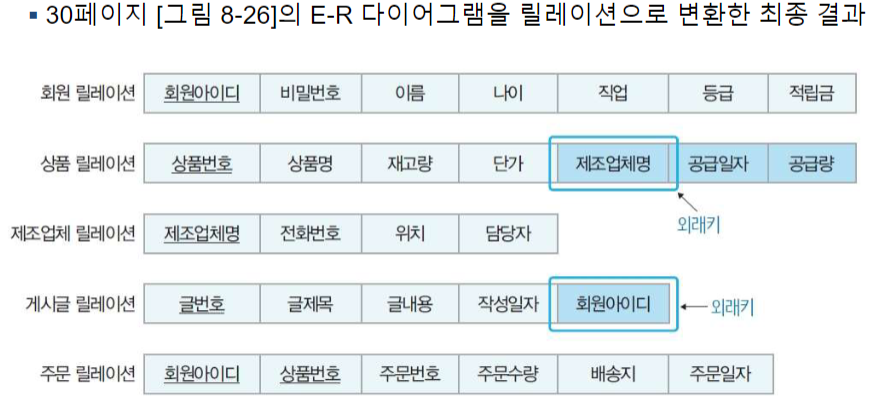 ▪ 30페이지 [그림 8-26]의 E-R 다이어그램을 릴레이션으로 변환한 최종 결과
회원 릴레이션 회원아이디 비밀번호 이름 나이 직업 등급 적립금
상품 릴레이션 상품번호 상품명 재고량 단가 제조업체명 공급일자 공급량
외래키
제조업체 릴레이션 제조업체명 전화번호 위치 담당자
게시글 릴레이션 글번호 글제목 글내용 작성일자 회원아이디 외래키
주문 릴레이션 회원아이디 상품번호 주문번호 주문수량 배송지 주문일자